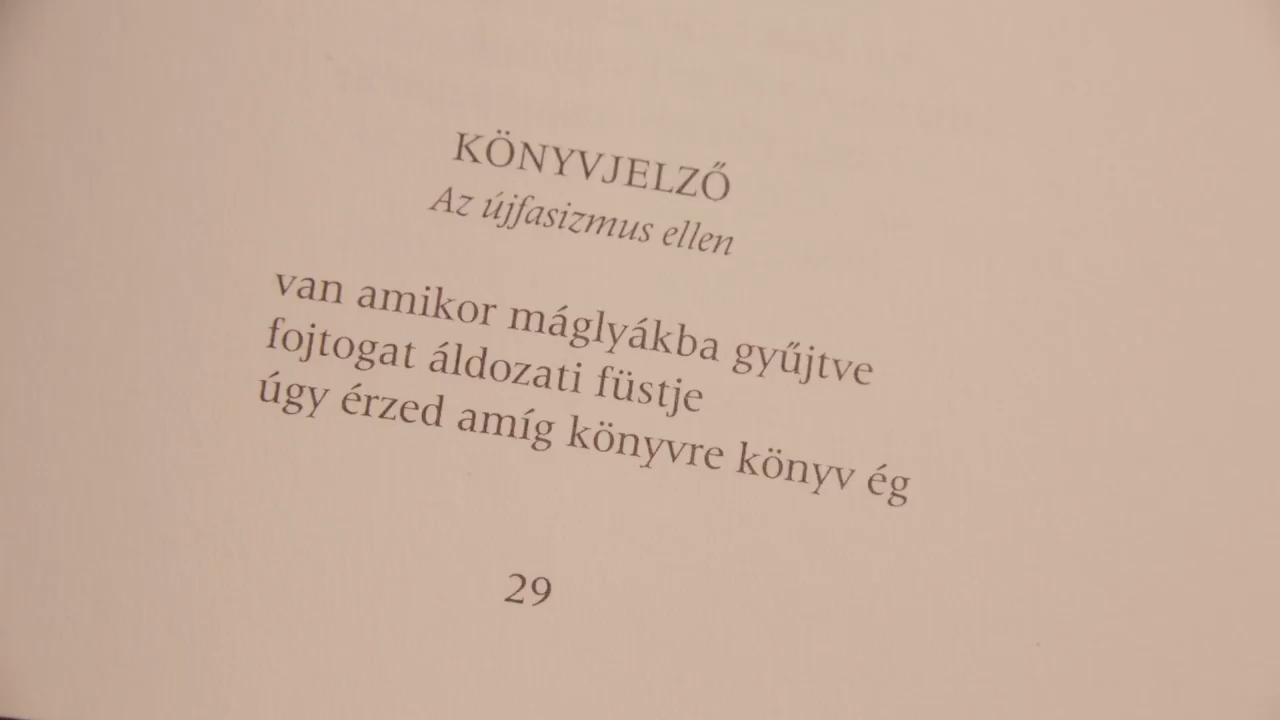 KÖNYVJELZŐ
Az újfasizmus ellen
van amikor máglyákba gyűjtve
fojtogat áldozati füstje
úgy érzed amíg könyvre könyv ég
29